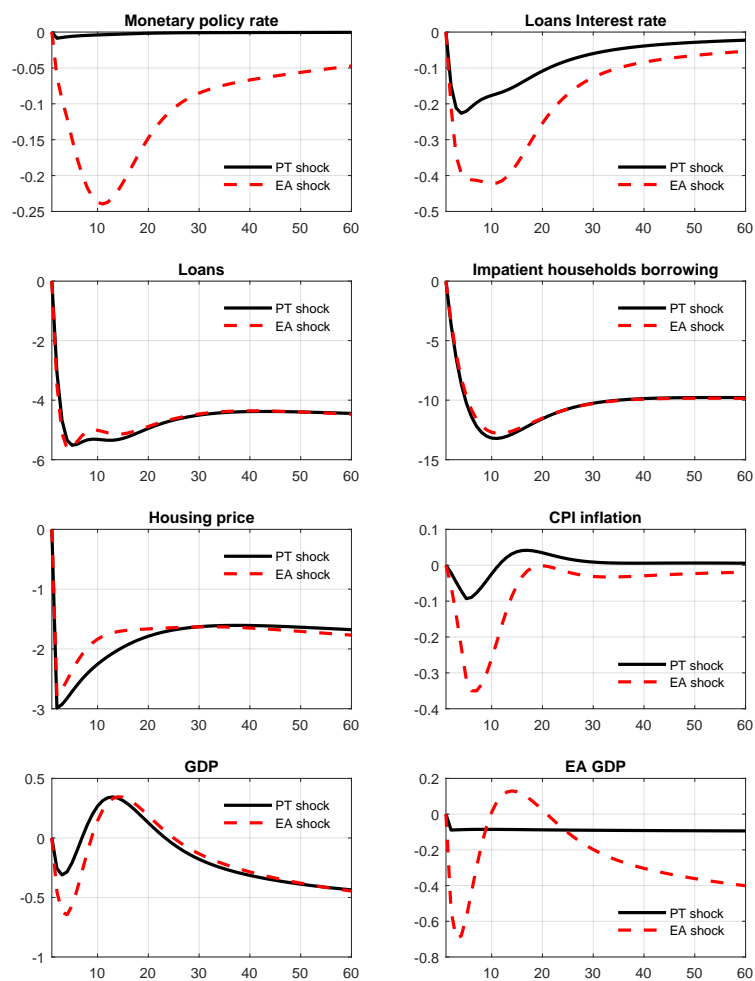 Monetary policy rate
0
-0.05
-0.1
-0.15
-0.2
-0.25
PT shock
EA shock
10 20 30 40 50 60
Loans Interest rate
0
-0.1
-0.2
-0.3
-0.4
-0.5
PT shock
EA shock
10 20 30 40 50 60
Loans
0
-2
-4
-6
PT shock
EA shock
10 20 30 40 50 60
Impatient households borrowing
0
-5
-10
-15
PT shock
EA shock
10 20 30 40 50 60
Housing price
0
-1
-2
-3
PT shock
EA shock
10 20 30 40 50 60
CPI inflation
0.1
0
-0.1
-0.2
-0.3
-0.4
PT shock
EA shock
10 20 30 40 50 60
GDP
0.5
0
-0.5
-1
PT shock
EA shock
10 20 30 40 50 60
EA GDP
0.2
0
-0.2
-0.4
-0.6
-0.8
PT shock
EA shock
10 20 30 40 50 60